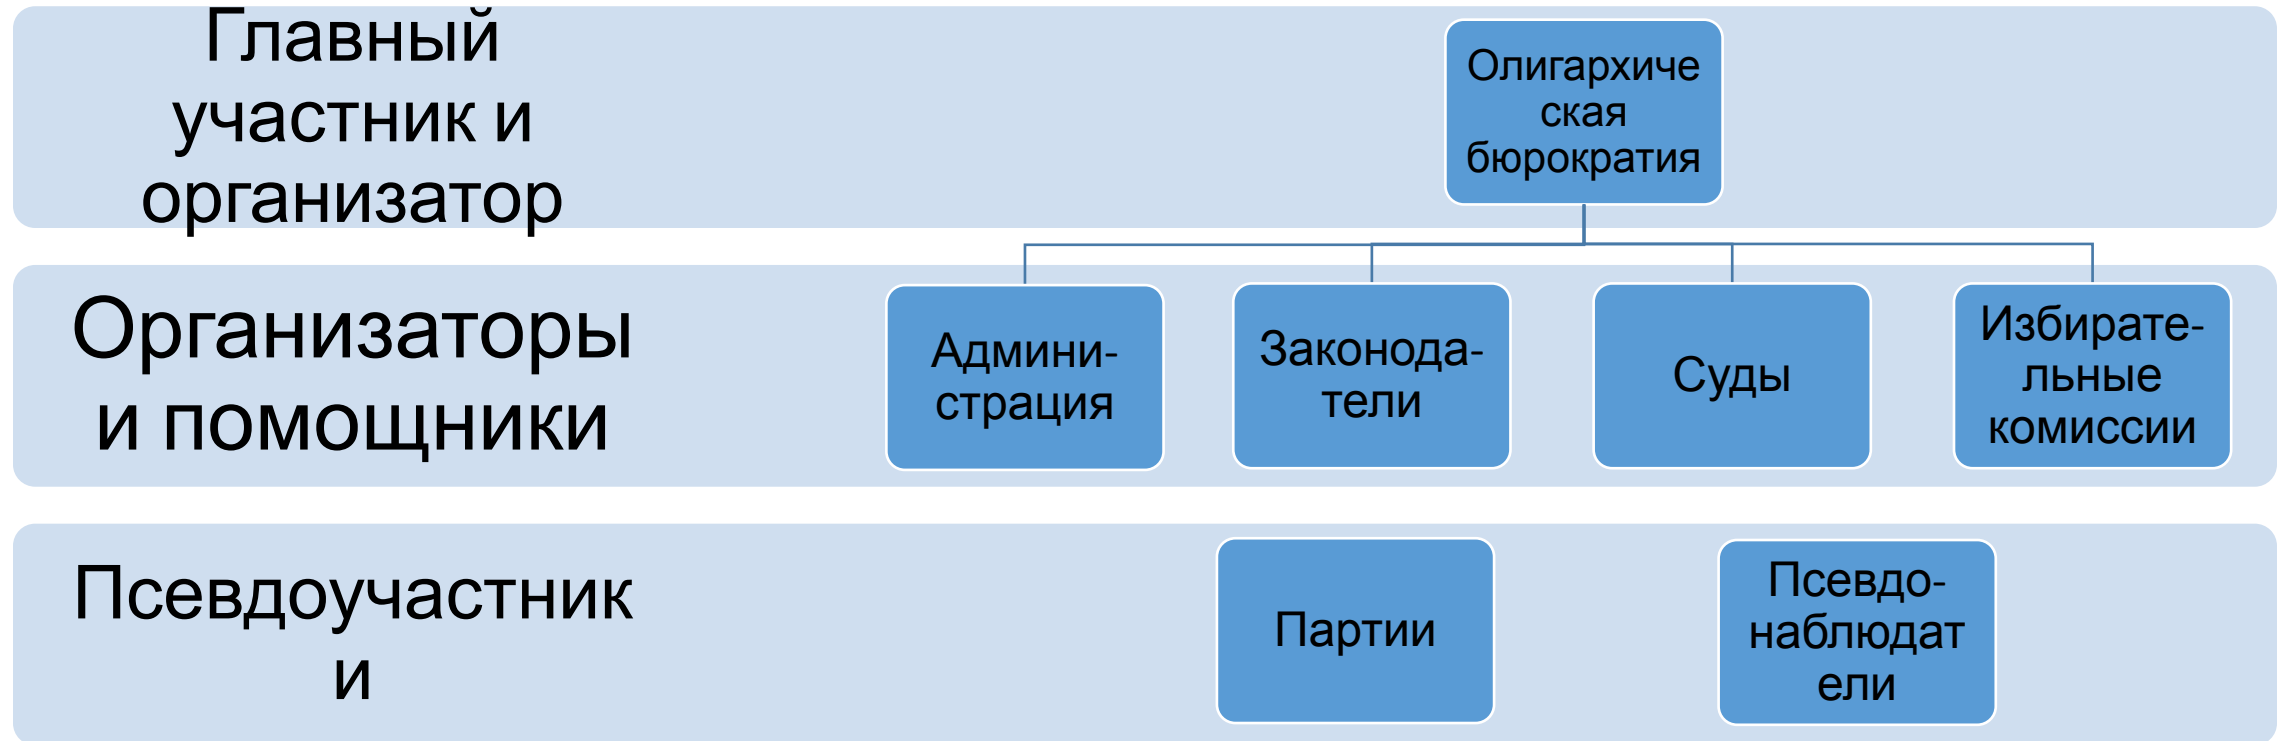 Главный
участник и
организатор
Олигархиче
ская
бюрократия
Организаторы
и помощники
Админи-
страция
Законода-
тели
Суды
Избирате-
льные
комиссии
Псевдоучастник
и
Партии
Псевдо-
наблюдат
ели